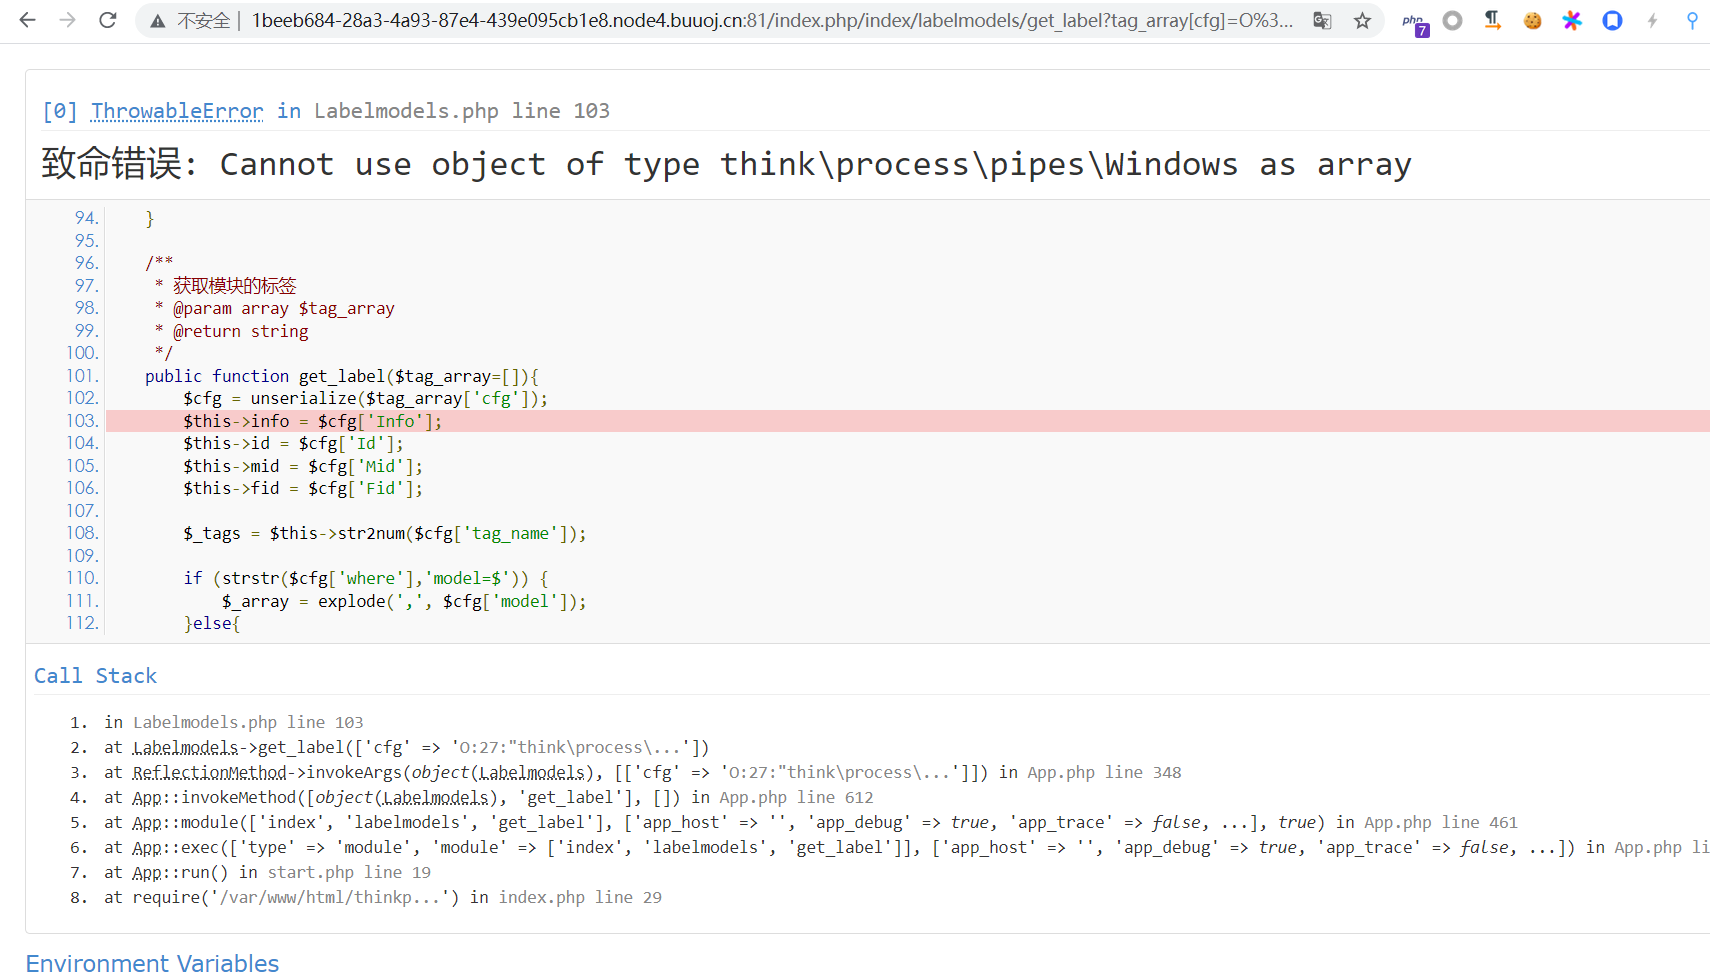 不安全 | 1beeb684-28a3-4a93-87e4-439e095cb1e8.node4.buuoj.cn:81/index.php/index/labelmodels/get_label?tag_array[cfg]=O%3...
php 7
[0] ThrowableError in Labelmodels.php line 103
致命错误: Cannot use object of type think\process\pipes\Windows as array
94. }
95.
96. /**
97. * 获取模块的标签
98. * @param array $tag_array
99. * @return string
100. */
101. public function get_label($tag_array=[]){
102. $cfg = unserialize($tag_array['cfg']);
103. $this->info = $cfg['Info'];
104. $this->id = $cfg['Id'];
105. $this->mid = $cfg['Mid'];
106. $this->fid = $cfg['Fid'];
107.
108. $_tags = $this->str2num($cfg['tag_name']);
109.
110. if (strstr($cfg['where'],'model=$')) {
111. $_array = explode(',', $cfg['model']);
112. }else{
Call Stack
1. in Labelmodels.php line 103
2. at Labelmodels->get_label(['cfg' => 'O:27:"think\process\...'])
3. at ReflectionMethod->invokeArgs(object(Labelmodels), [['cfg' => 'O:27:"think\process\...']]) in App.php line 348
4. at App::invokeMethod([object(Labelmodels), 'get_label'], []) in App.php line 612
5. at App::module(['index', 'labelmodels', 'get_label'], ['app_host' => '', 'app_debug' => true, 'app_trace' => false, ...], true) in App.php line 461
6. at App::exec(['type' => 'module', 'module' => ['index', 'labelmodels', 'get_label']], ['app_host' => '', 'app_debug' => true, 'app_trace' => false, ...]) in App.php li
7. at App::run() in start.php line 19
8. at require('/var/www/html/thinkp...') in index.php line 29
Environment Variables